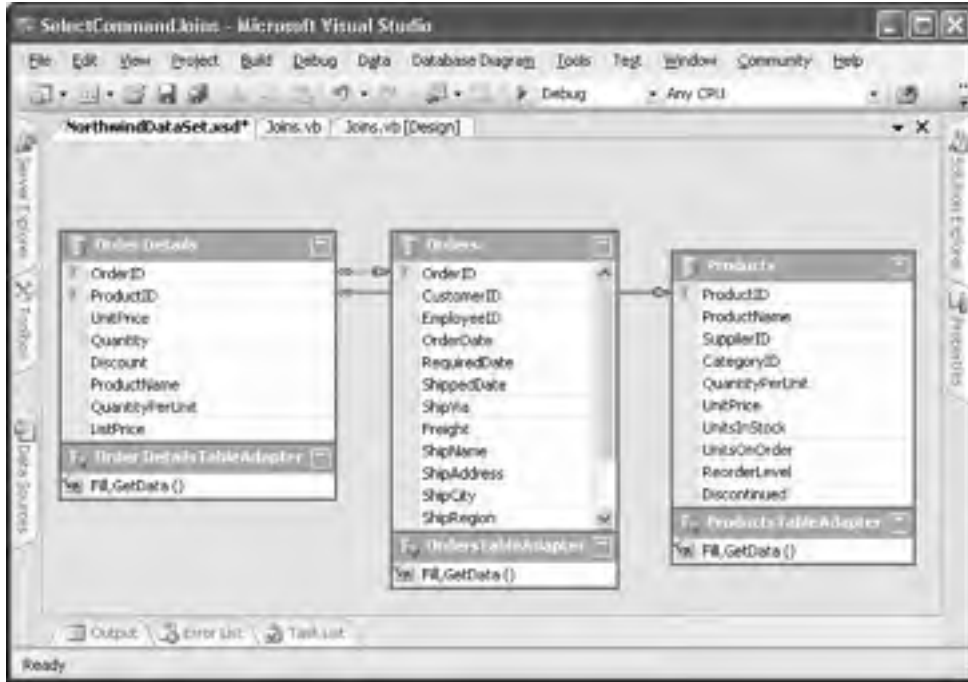 SelectCommandJoins - Microsoft Visual Studio
File Edit View Project Build Debug Data Database Diagram Tools Test Window Community Help
Debug Any CPU
NorthwindDataSet.xsd* Joins.vb Joins.vb [Design]
Server Explorer
Toolbox
Data Sources
Order Details
OrderID
ProductID
UnitPrice
Quantity
Discount
ProductName
QuantityPerUnit
ListPrice
Order DetailsTableAdapter
Fill,GetData ()
Orders
OrderID
CustomerID
EmployeeID
OrderDate
RequiredDate
ShippedDate
ShipVia
Freight
ShipName
ShipAddress
ShipCity
ShipRegion
OrdersTableAdapter
Fill,GetData ()
Products
ProductID
ProductName
SupplierID
CategoryID
QuantityPerUnit
UnitPrice
UnitsInStock
UnitsOnOrder
ReorderLevel
Discontinued
ProductsTableAdapter
Fill,GetData ()
Solution Explorer
Properties
Output Error List Task List
Ready